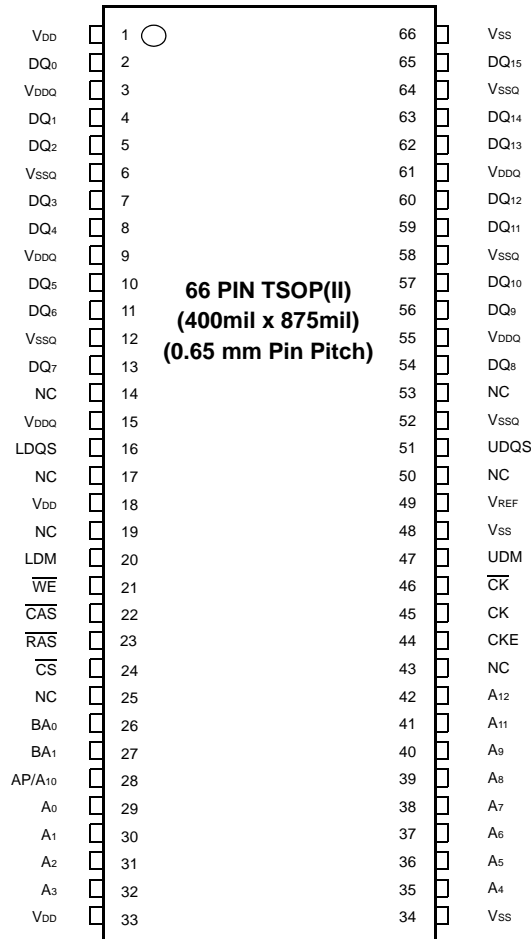 VDD 1 66 VSS
DQ0 2 65 DQ15
VDDQ 3 64 VSSQ
DQ1 4 63 DQ14
DQ2 5 62 DQ13
VSSQ 6 61 VDDQ
DQ3 7 60 DQ12
DQ4 8 59 DQ11
VDDQ 9 58 VSSQ
DQ5 10 57 DQ10
DQ6 11 56 DQ9
VSSQ 12 55 VDDQ
DQ7 13 54 DQ8
NC 14 53 NC
VDDQ 15 52 VSSQ
LDQS 16 51 UDQS
NC 17 50 NC
VDD 18 49 VREF
NC 19 48 VSS
LDM 20 47 UDM
W̅E̅ 21 46 C̅K̅
C̅A̅S̅ 22 45 CK
R̅A̅S̅ 23 44 CKE
C̅S̅ 24 43 NC
NC 25 42 A12
BA0 26 41 A11
BA1 27 40 A9
AP/A10 28 39 A8
A0 29 38 A7
A1 30 37 A6
A2 31 36 A5
A3 32 35 A4
VDD 33 34 VSS
66 PIN TSOP(II)
(400mil x 875mil)
(0.65 mm Pin Pitch)